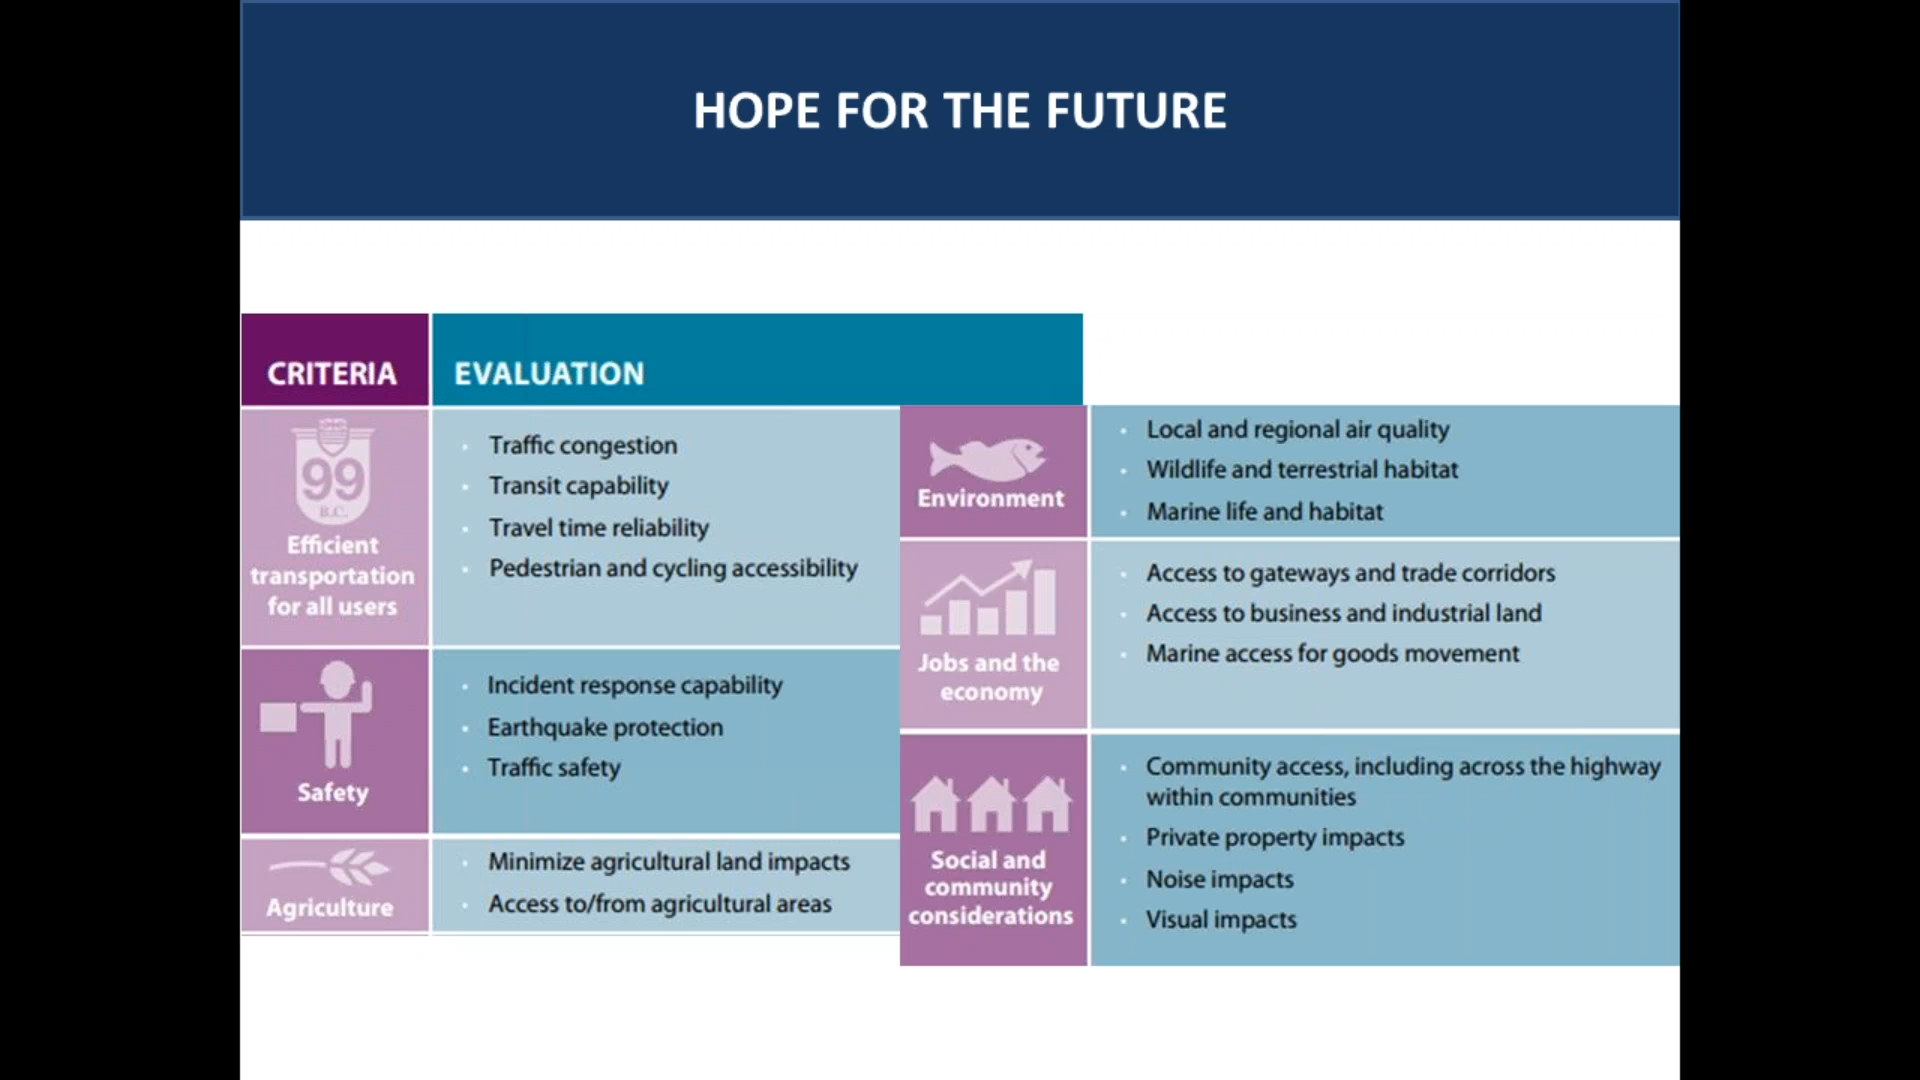 HOPE FOR THE FUTURE
CRITERIA
EVALUATION
99
B.C.
Efficient
transportation
for all users
Traffic congestion
Transit capability
Travel time reliability
Pedestrian and cycling accessibility
Safety
Incident response capability
Earthquake protection
Traffic safety
Agriculture
Minimize agricultural land impacts
Access to/from agricultural areas
Environment
Local and regional air quality
Wildlife and terrestrial habitat
Marine life and habitat
Jobs and the
economy
Access to gateways and trade corridors
Access to business and industrial land
Marine access for goods movement
Social and
community
considerations
Community access, including across the highway
within communities
Private property impacts
Noise impacts
Visual impacts